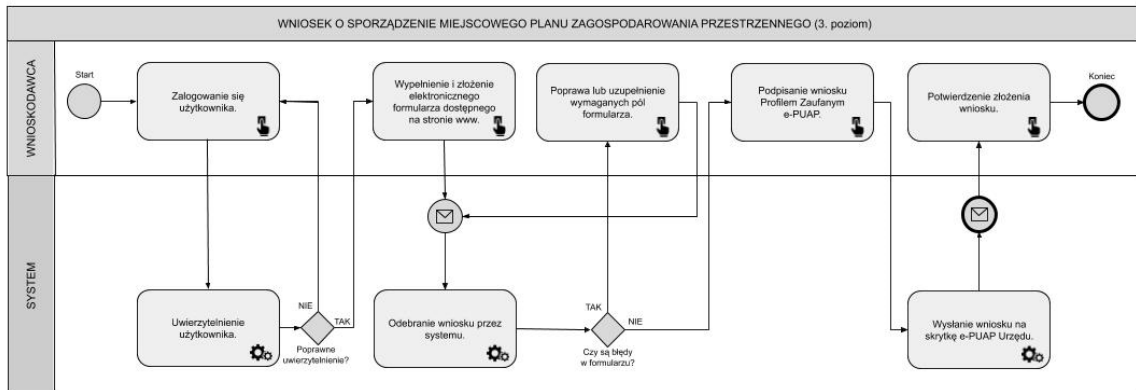 WNIOSEK O SPORZĄDZENIE MIEJSCOWEGO PLANU ZAGOSPODAROWANIA PRZESTRZENNEGO (3. poziom)
WNIOSKODAWCA
Start
Zalogowanie się
użytkownika.
Wypełnienie i złożenie
elektronicznego
formularza dostępnego
na stronie www.
Poprawa lub uzupełnienie
wymaganych pól
formularza.
Podpisanie wniosku
Profilem Zaufanym
e-PUAP.
Potwierdzenie złożenia
wniosku.
Koniec
SYSTEM
Uwierzytelnienie
użytkownika.
NIE
TAK
Poprawne
uwierzytelnienie?
Odebranie wniosku przez
systemu.
TAK
NIE
Czy są błędy
w formularzu?
Wysłanie wniosku na
skrytkę e-PUAP Urzędu.